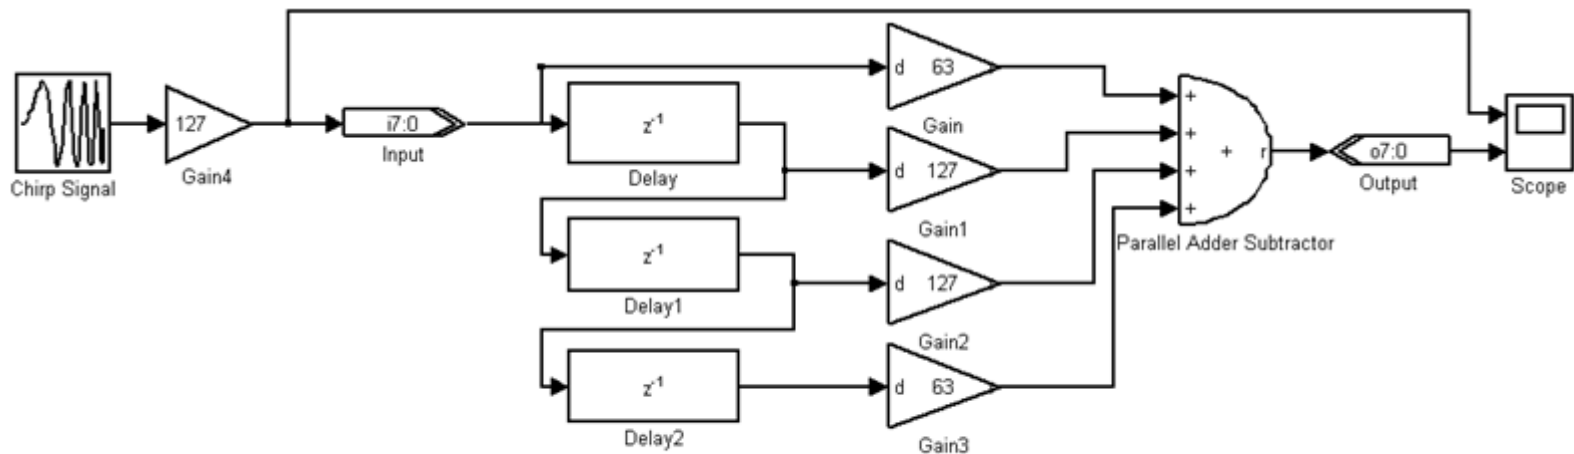 127
Chirp Signal
Gain4
i7:0
Input
z-1
Delay
z-1
Delay1
z-1
Delay2
d 63
Gain
d 127
Gain1
d 127
Gain2
d 63
Gain3
+
+
+
+
+ r
Parallel Adder Subtractor
o7:0
Output
Scope